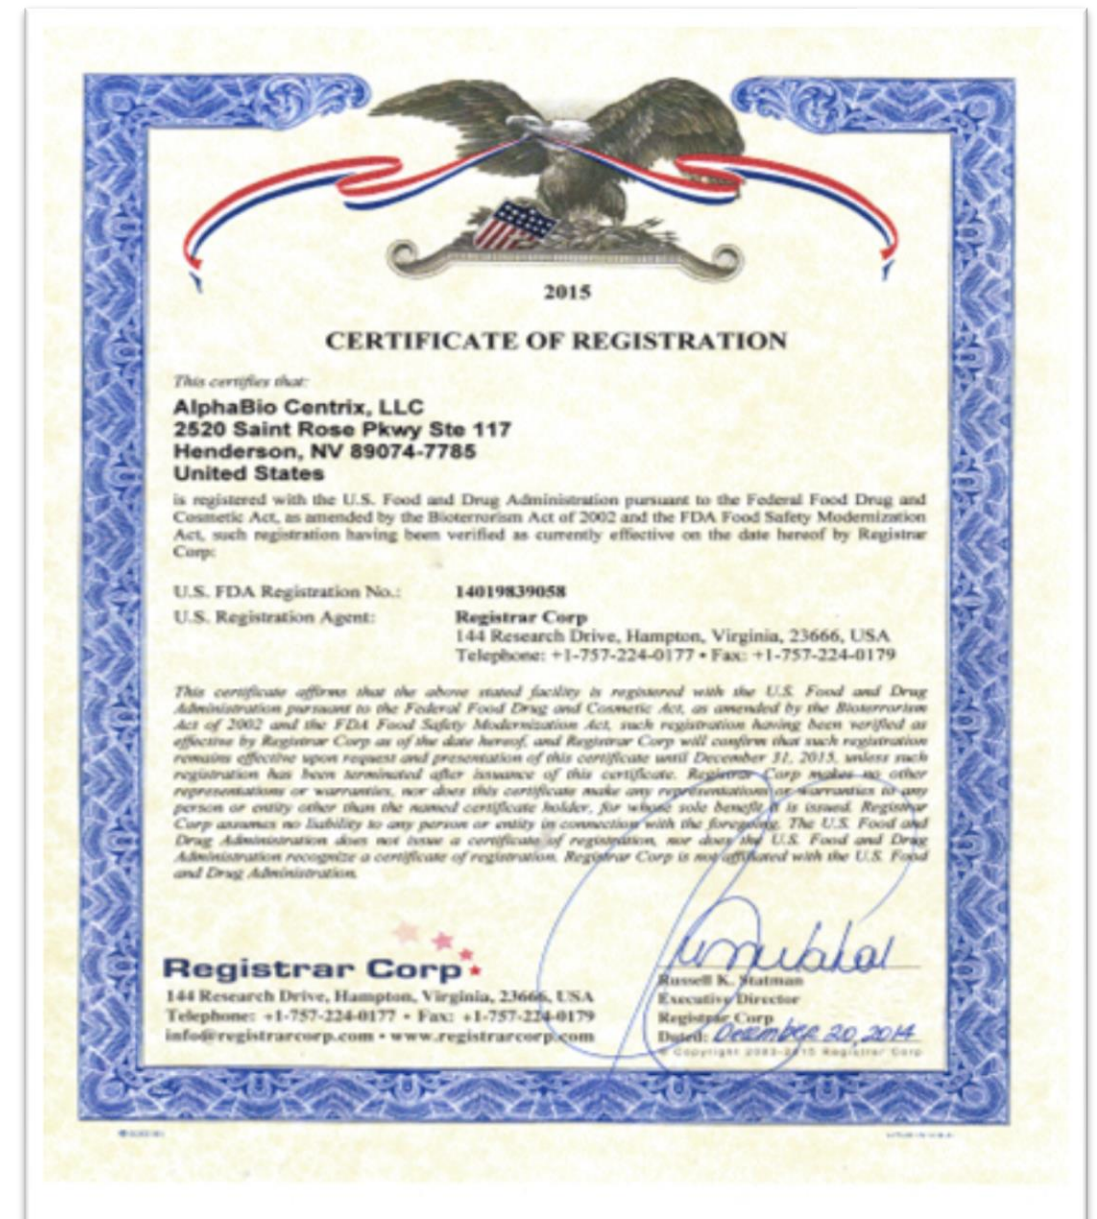 2015
CERTIFICATE OF REGISTRATION
This certifies that:
AlphaBio Centrix, LLC
2520 Saint Rose Pkwy Ste 117
Henderson, NV 89074-7785
United States
is registered with the U.S. Food and Drug Administration pursuant to the Federal Food Drug and
Cosmetic Act, as amended by the Bioterrorism Act of 2002 and the FDA Food Safety Modernization
Act, such registration having been verified as currently effective on the date hereof by Registrar
Corp:
U.S. FDA Registration No.: 14019839058
U.S. Registration Agent: Registrar Corp
144 Research Drive, Hampton, Virginia, 23666, USA
Telephone: +1-757-224-0177 • Fax: +1-757-224-0179
This certificate affirms that the above stated facility is registered with the U.S. Food and Drug
Administration pursuant to the Federal Food Drug and Cosmetic Act, as amended by the Bioterrorism
Act of 2002 and the FDA Food Safety Modernization Act, such registration having been verified as
effective by Registrar Corp as of the date hereof, and Registrar Corp will confirm that such registration
remains effective upon request and presentation of this certificate until December 31, 2015, unless such
registration has been terminated after issuance of this certificate. Registrar Corp makes no other
representations or warranties, nor does this certificate make any representations or warranties to any
person or entity other than the named certificate holder, for whose sole benefit it is issued. Registrar
Corp assumes no liability to any person or entity in connection with the foregoing. The U.S. Food and
Drug Administration does not issue a certificate of registration, nor does the U.S. Food and Drug
Administration recognize a certificate of registration. Registrar Corp is not affiliated with the U.S. Food
and Drug Administration.
Registrar Corp
144 Research Drive, Hampton, Virginia, 23666, USA
Telephone: +1-757-224-0177 • Fax: +1-757-224-0179
info@registrarcorp.com • www.registrarcorp.com
Russell K. Statman
Executive Director
Registrar Corp
Dated: December 20, 2014
© Copyright 2003-2015 Registrar Corp